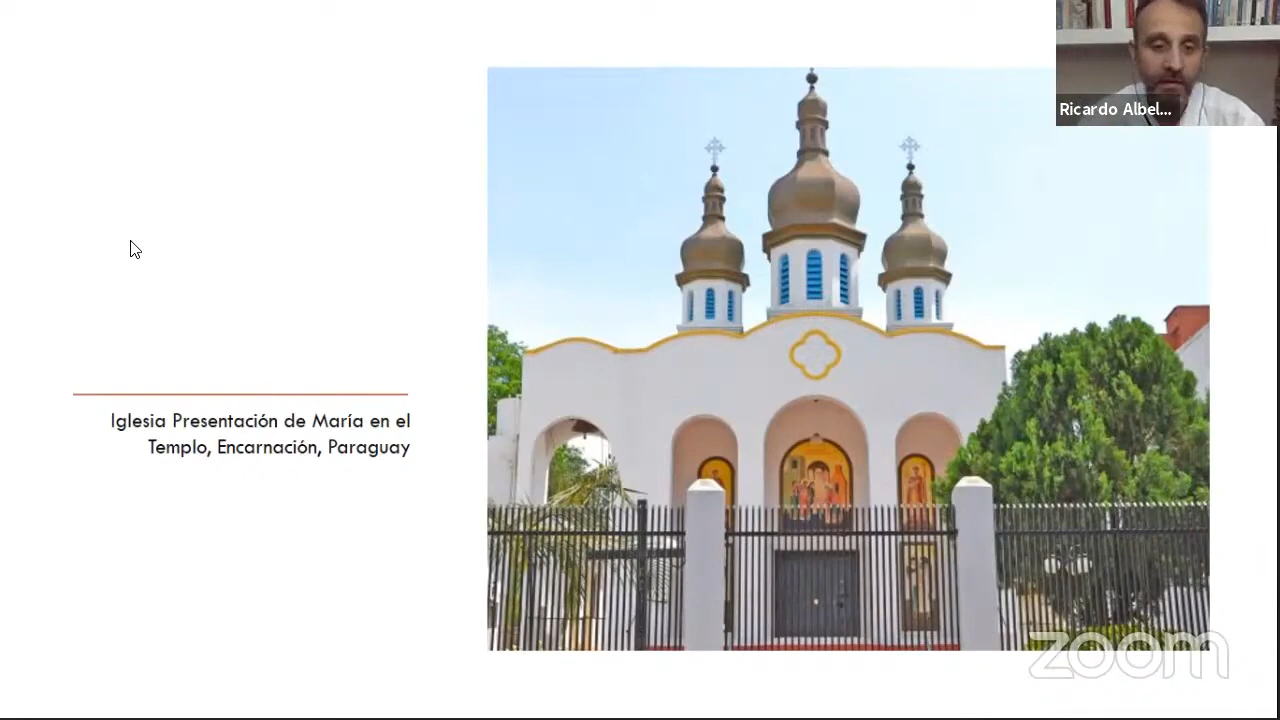 Ricardo Albel...
Iglesia Presentación de María en el
Templo, Encarnación, Paraguay
zoom